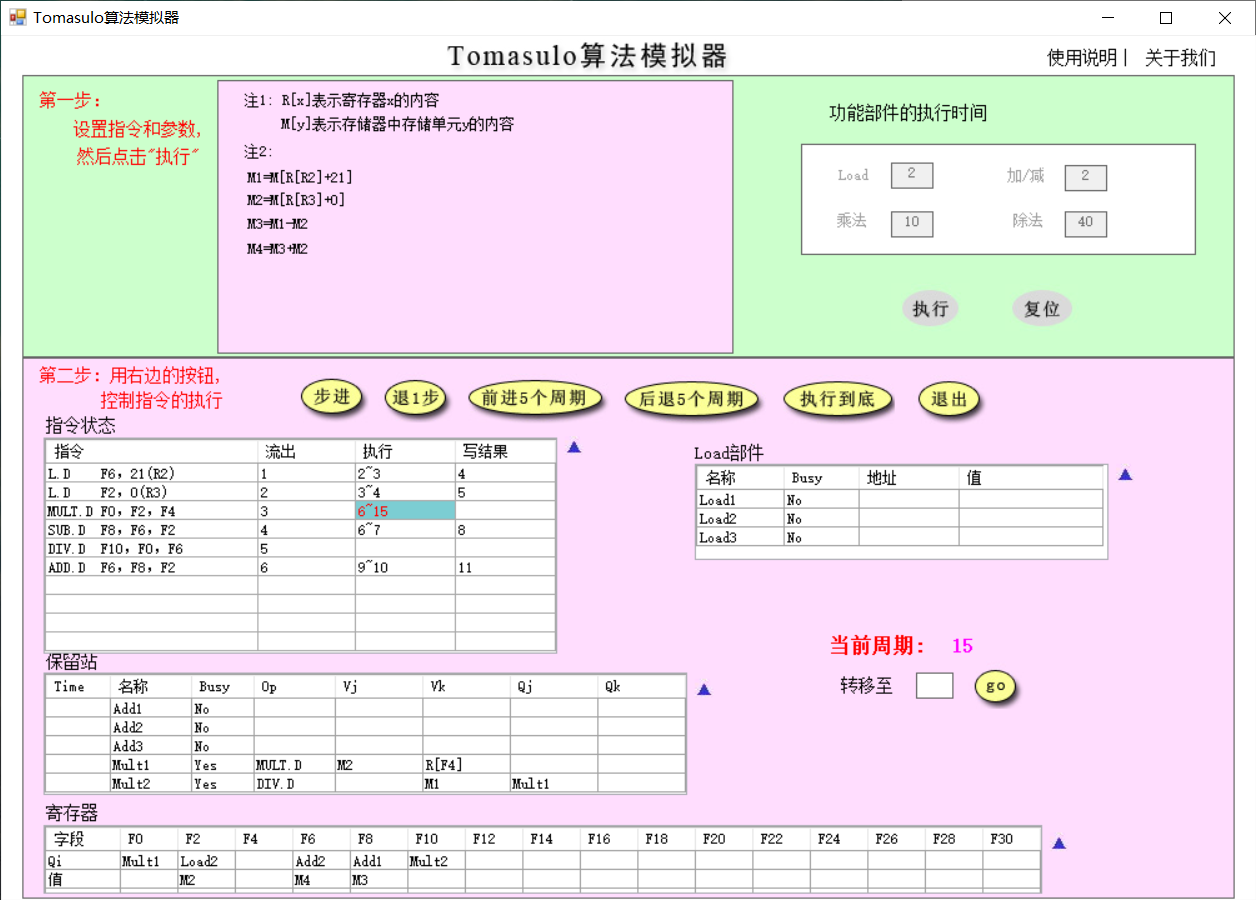 Tomasulo算法模拟器
Tomasulo算法模拟器
使用说明| 关于我们
第一步：
设置指令和参数，
然后点击"执行"
注1: R[x]表示寄存器x的内容
M[y]表示存储器中存储单元y的内容
注2:
M1=M[R[R2]+21]
M2=M[R[R3]+0]
M3=M1-M2
M4=M3+M2
功能部件的执行时间
Load 2 加/减 2
乘法 10 除法 40
执行 复位
第二步：用右边的按钮，
控制指令的执行
步进 退1步 前进5个周期 后退5个周期 执行到底 退出
指令状态
指令 流出 执行 写结果
L.D F6, 21(R2) 1 2~3 4
L.D F2, 0(R3) 2 3~4 5
MULT.D F0, F2, F4 3 6~15
SUB.D F8, F6, F2 4 6~7 8
DIV.D F10, F0, F6 5
ADD.D F6, F8, F2 6 9~10 11
Load部件
名称 Busy 地址 值
Load1 No
Load2 No
Load3 No
当前周期： 15
转移至 go
保留站
Time 名称 Busy Op Vj Vk Qj Qk
Add1 No
Add2 No
Add3 No
Mult1 Yes MULT.D M2 R[F4]
Mult2 Yes DIV.D M1 Mult1
寄存器
字段 F0 F2 F4 F6 F8 F10 F12 F14 F16 F18 F20 F22 F24 F26 F28 F30
Qi Mult1 Load2 Add2 Add1 Mult2
值 M2 M4 M3